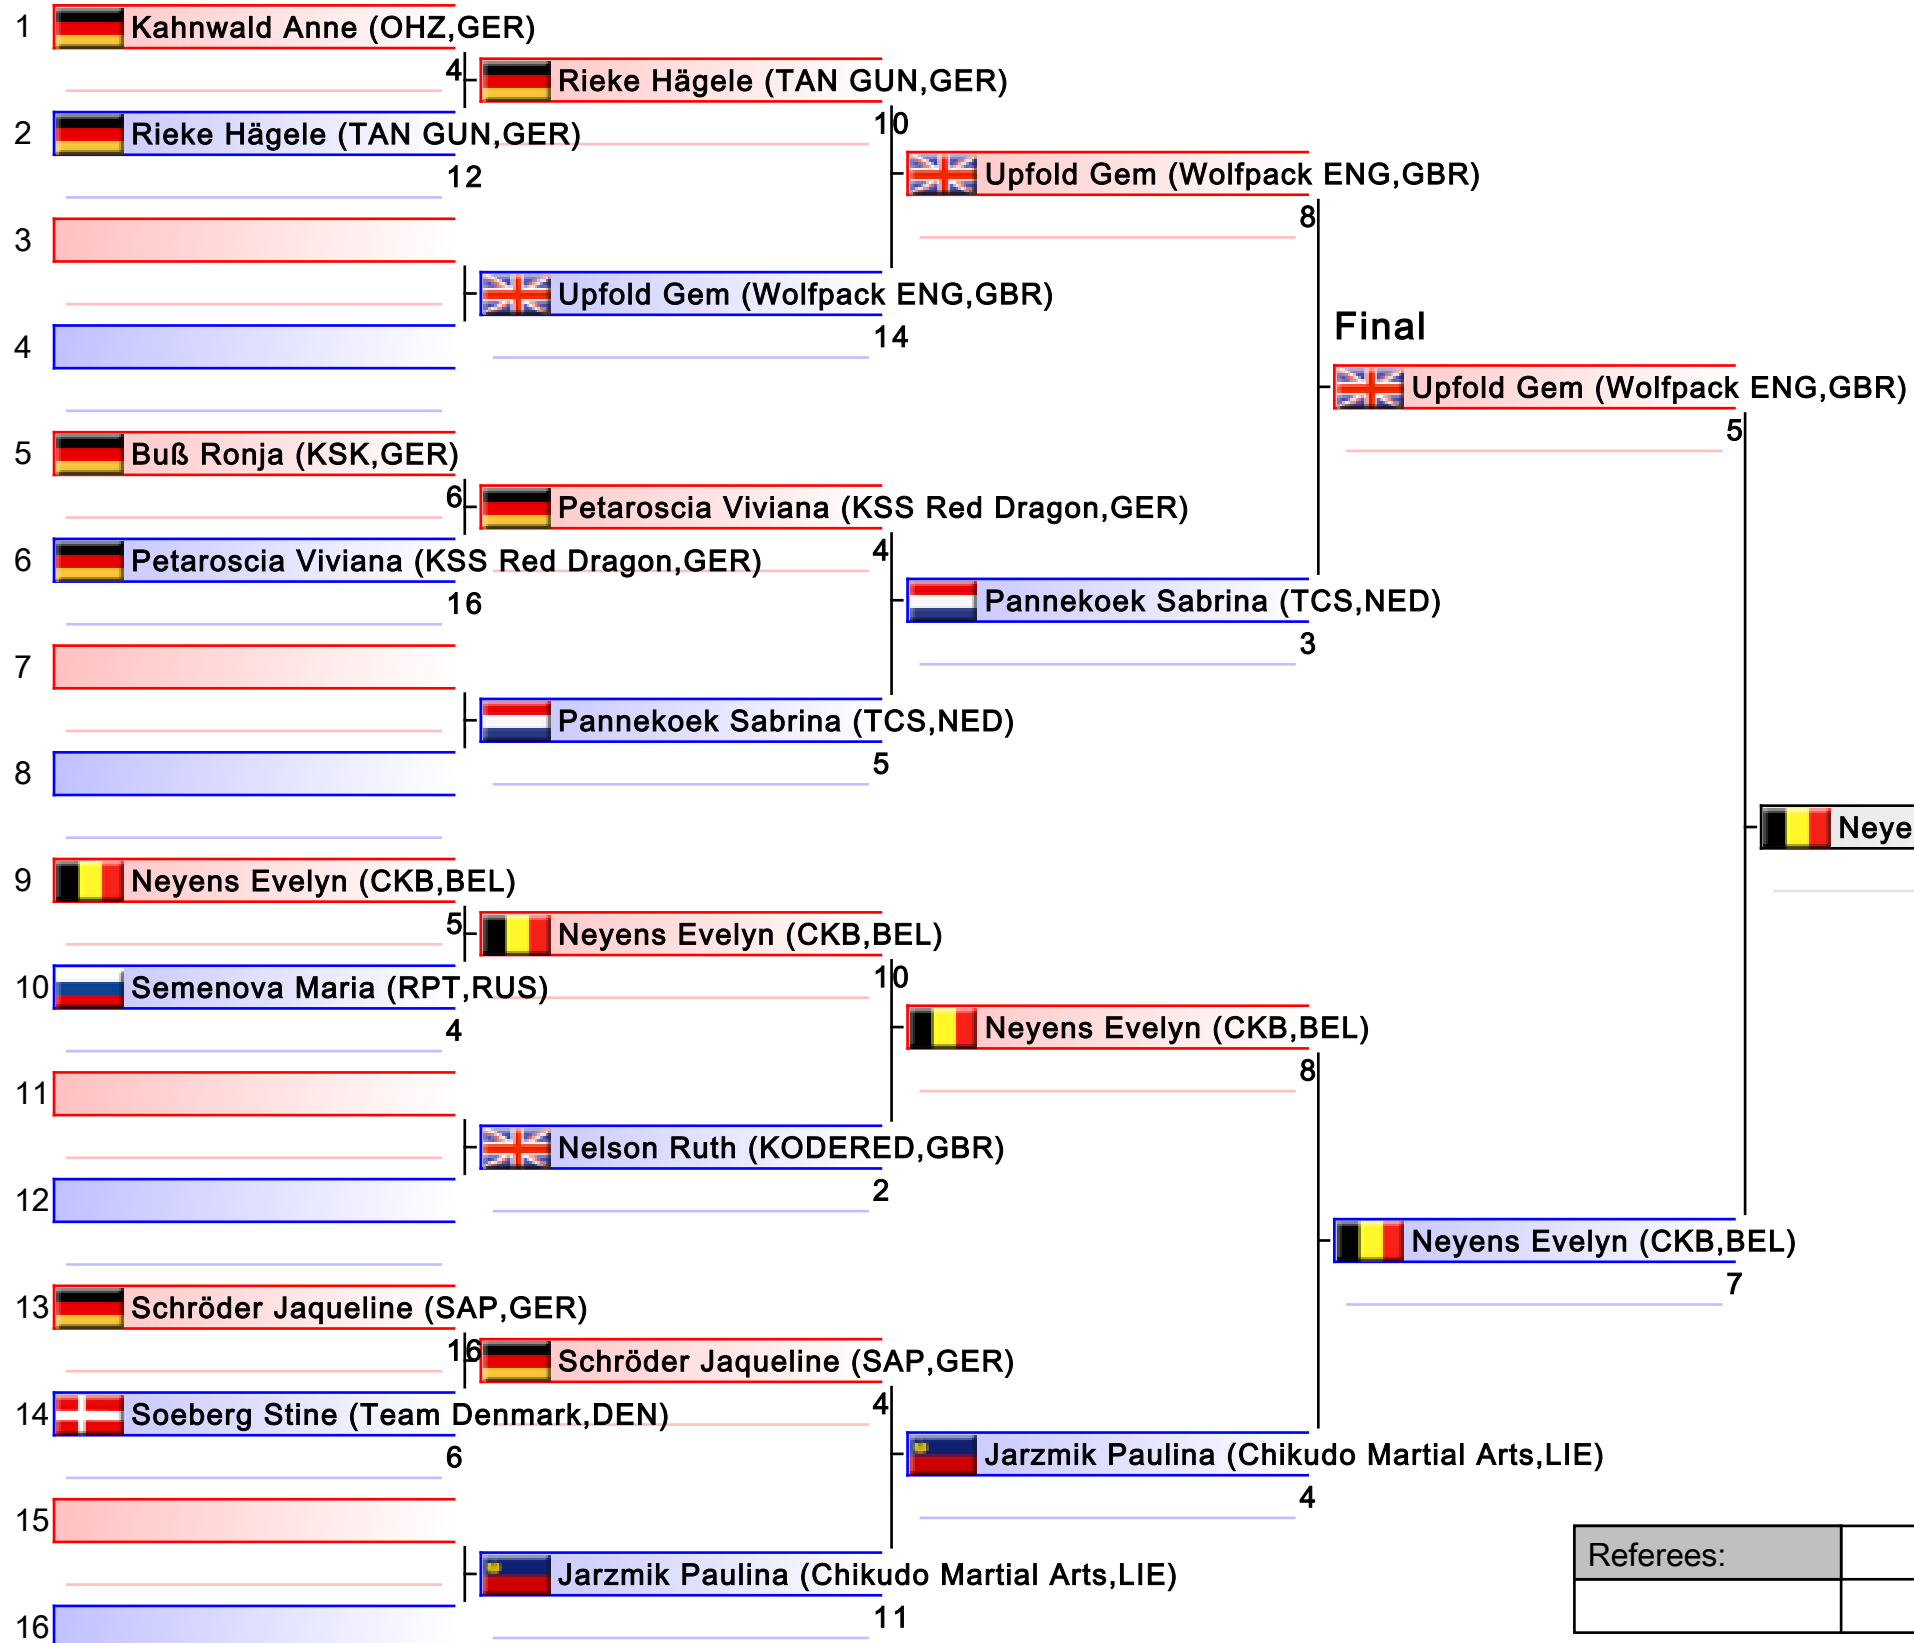 1 Kahnwald Anne (OHZ,GER)
4 Rieke Hägele (TAN GUN,GER)
10
2 Rieke Hägele (TAN GUN,GER)
12
Upfold Gem (Wolfpack ENG,GBR)
8
3
Upfold Gem (Wolfpack ENG,GBR)
14
4
Final
Upfold Gem (Wolfpack ENG,GBR)
5
5 Buß Ronja (KSK,GER)
6 Petaroscia Viviana (KSS Red Dragon,GER)
4
6 Petaroscia Viviana (KSS Red Dragon,GER)
16
Pannekoek Sabrina (TCS,NED)
3
7
Pannekoek Sabrina (TCS,NED)
5
8
Neye
9 Neyens Evelyn (CKB,BEL)
5 Neyens Evelyn (CKB,BEL)
10
10 Semenova Maria (RPT,RUS)
4
Neyens Evelyn (CKB,BEL)
8
11
Nelson Ruth (KODERED,GBR)
2
12
Neyens Evelyn (CKB,BEL)
7
13 Schröder Jaqueline (SAP,GER)
16 Schröder Jaqueline (SAP,GER)
4
14 Soeberg Stine (Team Denmark,DEN)
6
Jarzmik Paulina (Chikudo Martial Arts,LIE)
4
15
Jarzmik Paulina (Chikudo Martial Arts,LIE)
11
16
Referees: